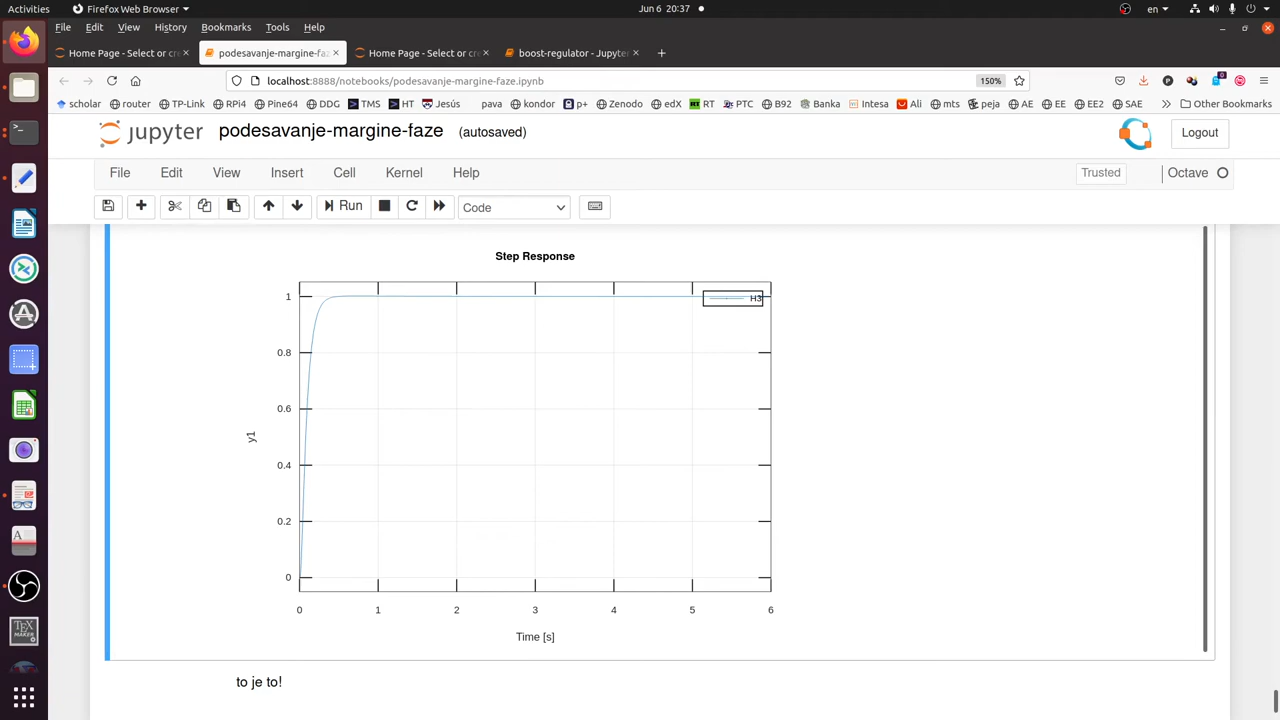 Activities Firefox Web Browser Jun 6 20:37 en
File Edit View History Bookmarks Tools Help
Home Page - Select or cre podesavanje-margine-faze Home Page - Select or cre boost-regulator - Jupyter
localhost:8888/notebooks/podesavanje-margine-faze.ipynb 150%
scholar router TP-Link RPi4 Pine64 DDG TMS HT Jesús pava kondor p+ Zenodo edX RT PTC B92 Banka Intesa Ali mts peja AE EE EE2 SAE Other Bookmarks
jupyter podesavanje-margine-faze (autosaved) Logout
File Edit View Insert Cell Kernel Help Trusted Octave
Run Code
Step Response
H3
1
0.8
0.6
0.4
0.2
0
y1
0 1 2 3 4 5 6
Time [s]
to je to!